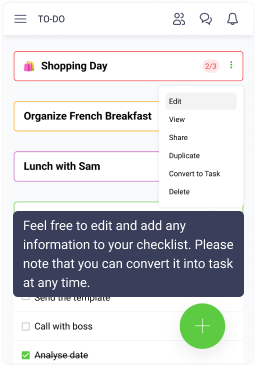 TO-DO
Shopping Day 2/3
Edit
View
Organize French Breakfast
Share
Duplicate
Lunch with Sam
Convert to Task
Delete
Feel free to edit and add any
information to your checklist. Please
note that you can convert it into task
at any time.
Send the template
Call with boss
Analyse date